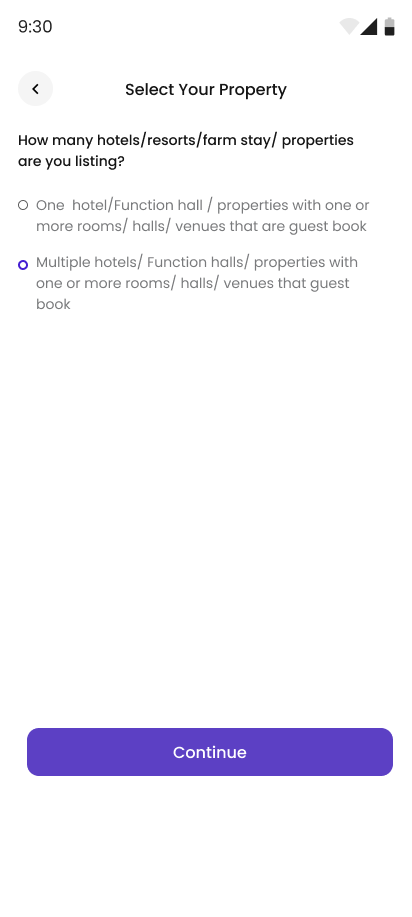 9:30
Select Your Property
How many hotels/resorts/farm stay/ properties
are you listing?
One  hotel/Function hall / properties with one or
more rooms/ halls/ venues that are guest book
Multiple hotels/ Function halls/ properties with
one or more rooms/ halls/ venues that guest
book
Continue